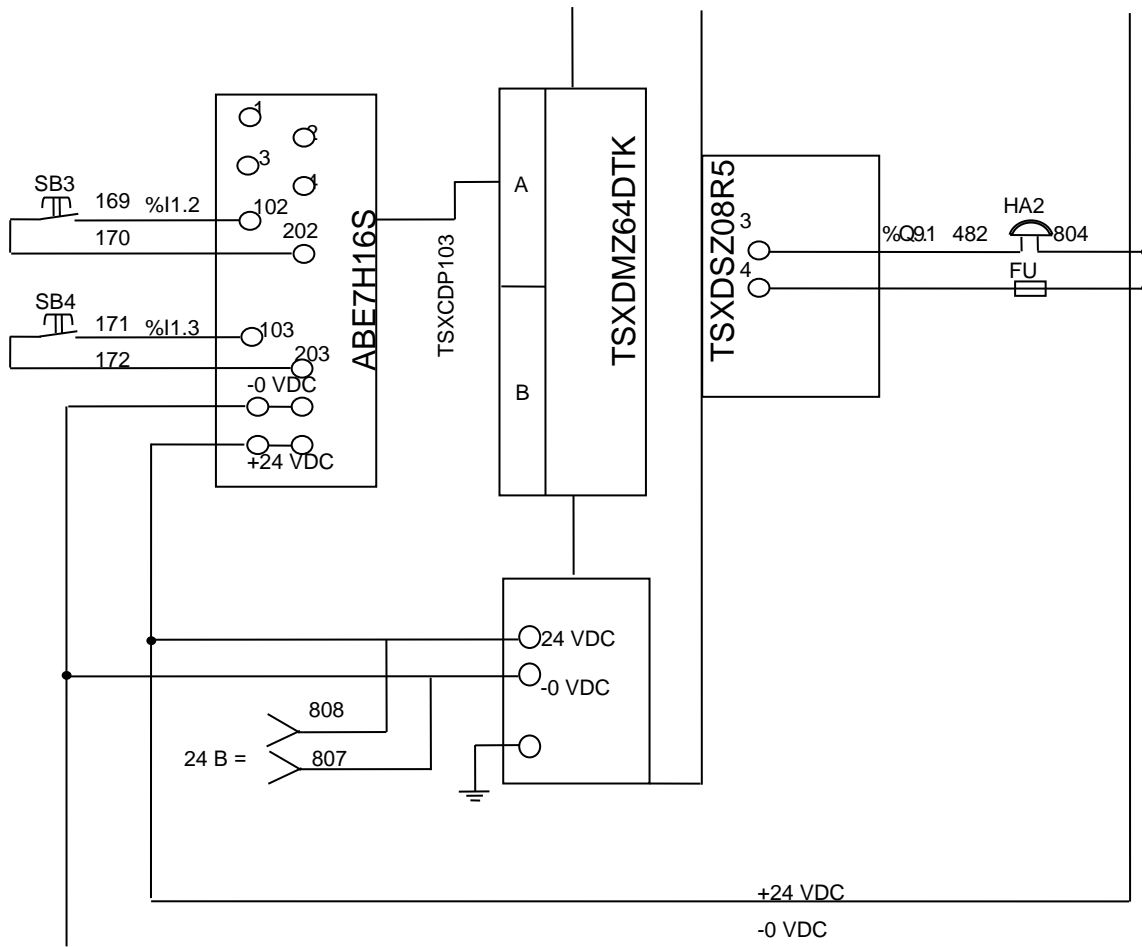 1
2
3
4
SB3
169 %I1.2
102
170
202
SB4
171 %I1.3
103
172
203
-0 VDC
+24 VDC
ABE7H16S
TSXCDP103
A
B
TSXDMZ64DTK
TSXDSZ08R5
3
4
%Q9.1 482
HA2
804
FU
24 VDC
-0 VDC
808
24 B =
807
+24 VDC
-0 VDC